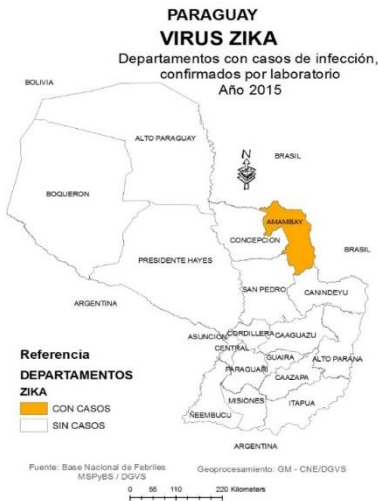 PARAGUAY
VIRUS ZIKA
Departamentos con casos de infección,
confirmados por laboratorio
Año 2015
BOLIVIA
ALTO PARAGUAY
N
BRASIL
BOQUERON
AMAMBAY
CONCEPCION
BRASIL
PRESIDENTE HAYES
SAN PEDRO
CANINDEYU
ARGENTINA
ASUNCION
CORDILLERA
CAAGUAZU
CENTRAL
Referencia
GUAIRA
ALTO PARANA
DEPARTAMENTOS
PARAGUARI
CAAZAPA
ZIKA
MISIONES
ITAPUA
CON CASOS
ÑEEMBUCU
SIN CASOS
ARGENTINA
Fuente: Base Nacional de Febriles
MSPyBS / DGVS
Geoprocesamiento: GM - CNE/DGVS
0 55 110 220 Kilometers